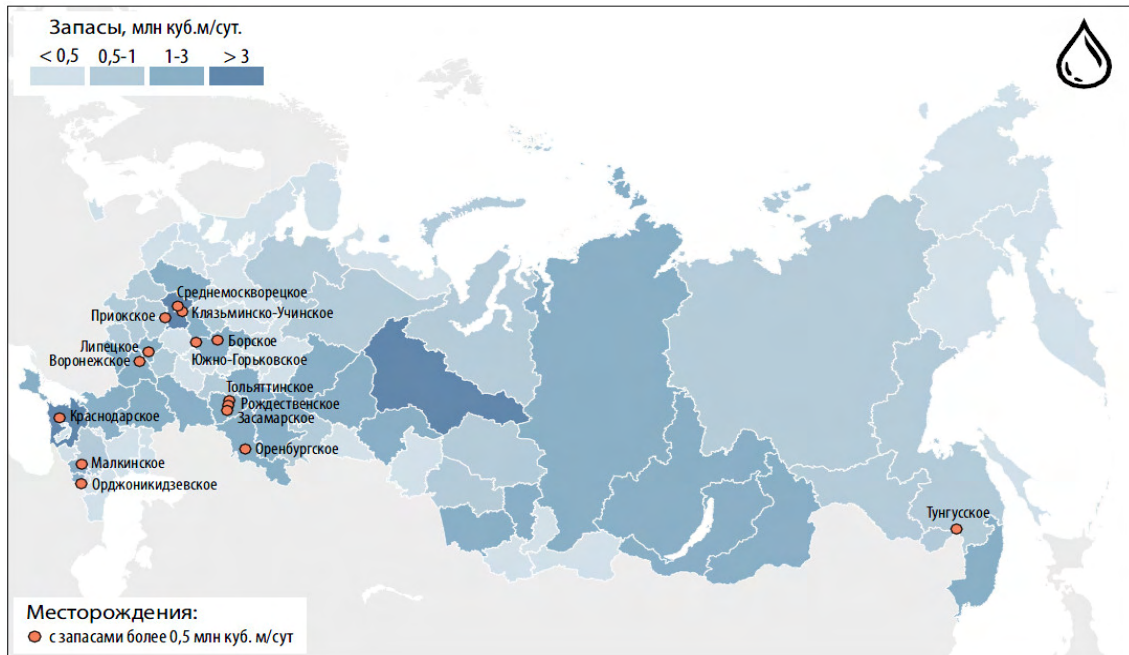 Запасы, млн куб.м/сут.
< 0,5 0,5-1 1-3 > 3
Среднемоскворецкое
Клязьминско-Учинское
Приокское
Борское
Липецкое
Южно-Горьковское
Воронежское
Тольяттинское
Рождественское
Засамарское
Краснодарское
Оренбургское
Малкинское
Орджоникидзевское
Тунгусское
Месторождения:
с запасами более 0,5 млн куб. м/сут